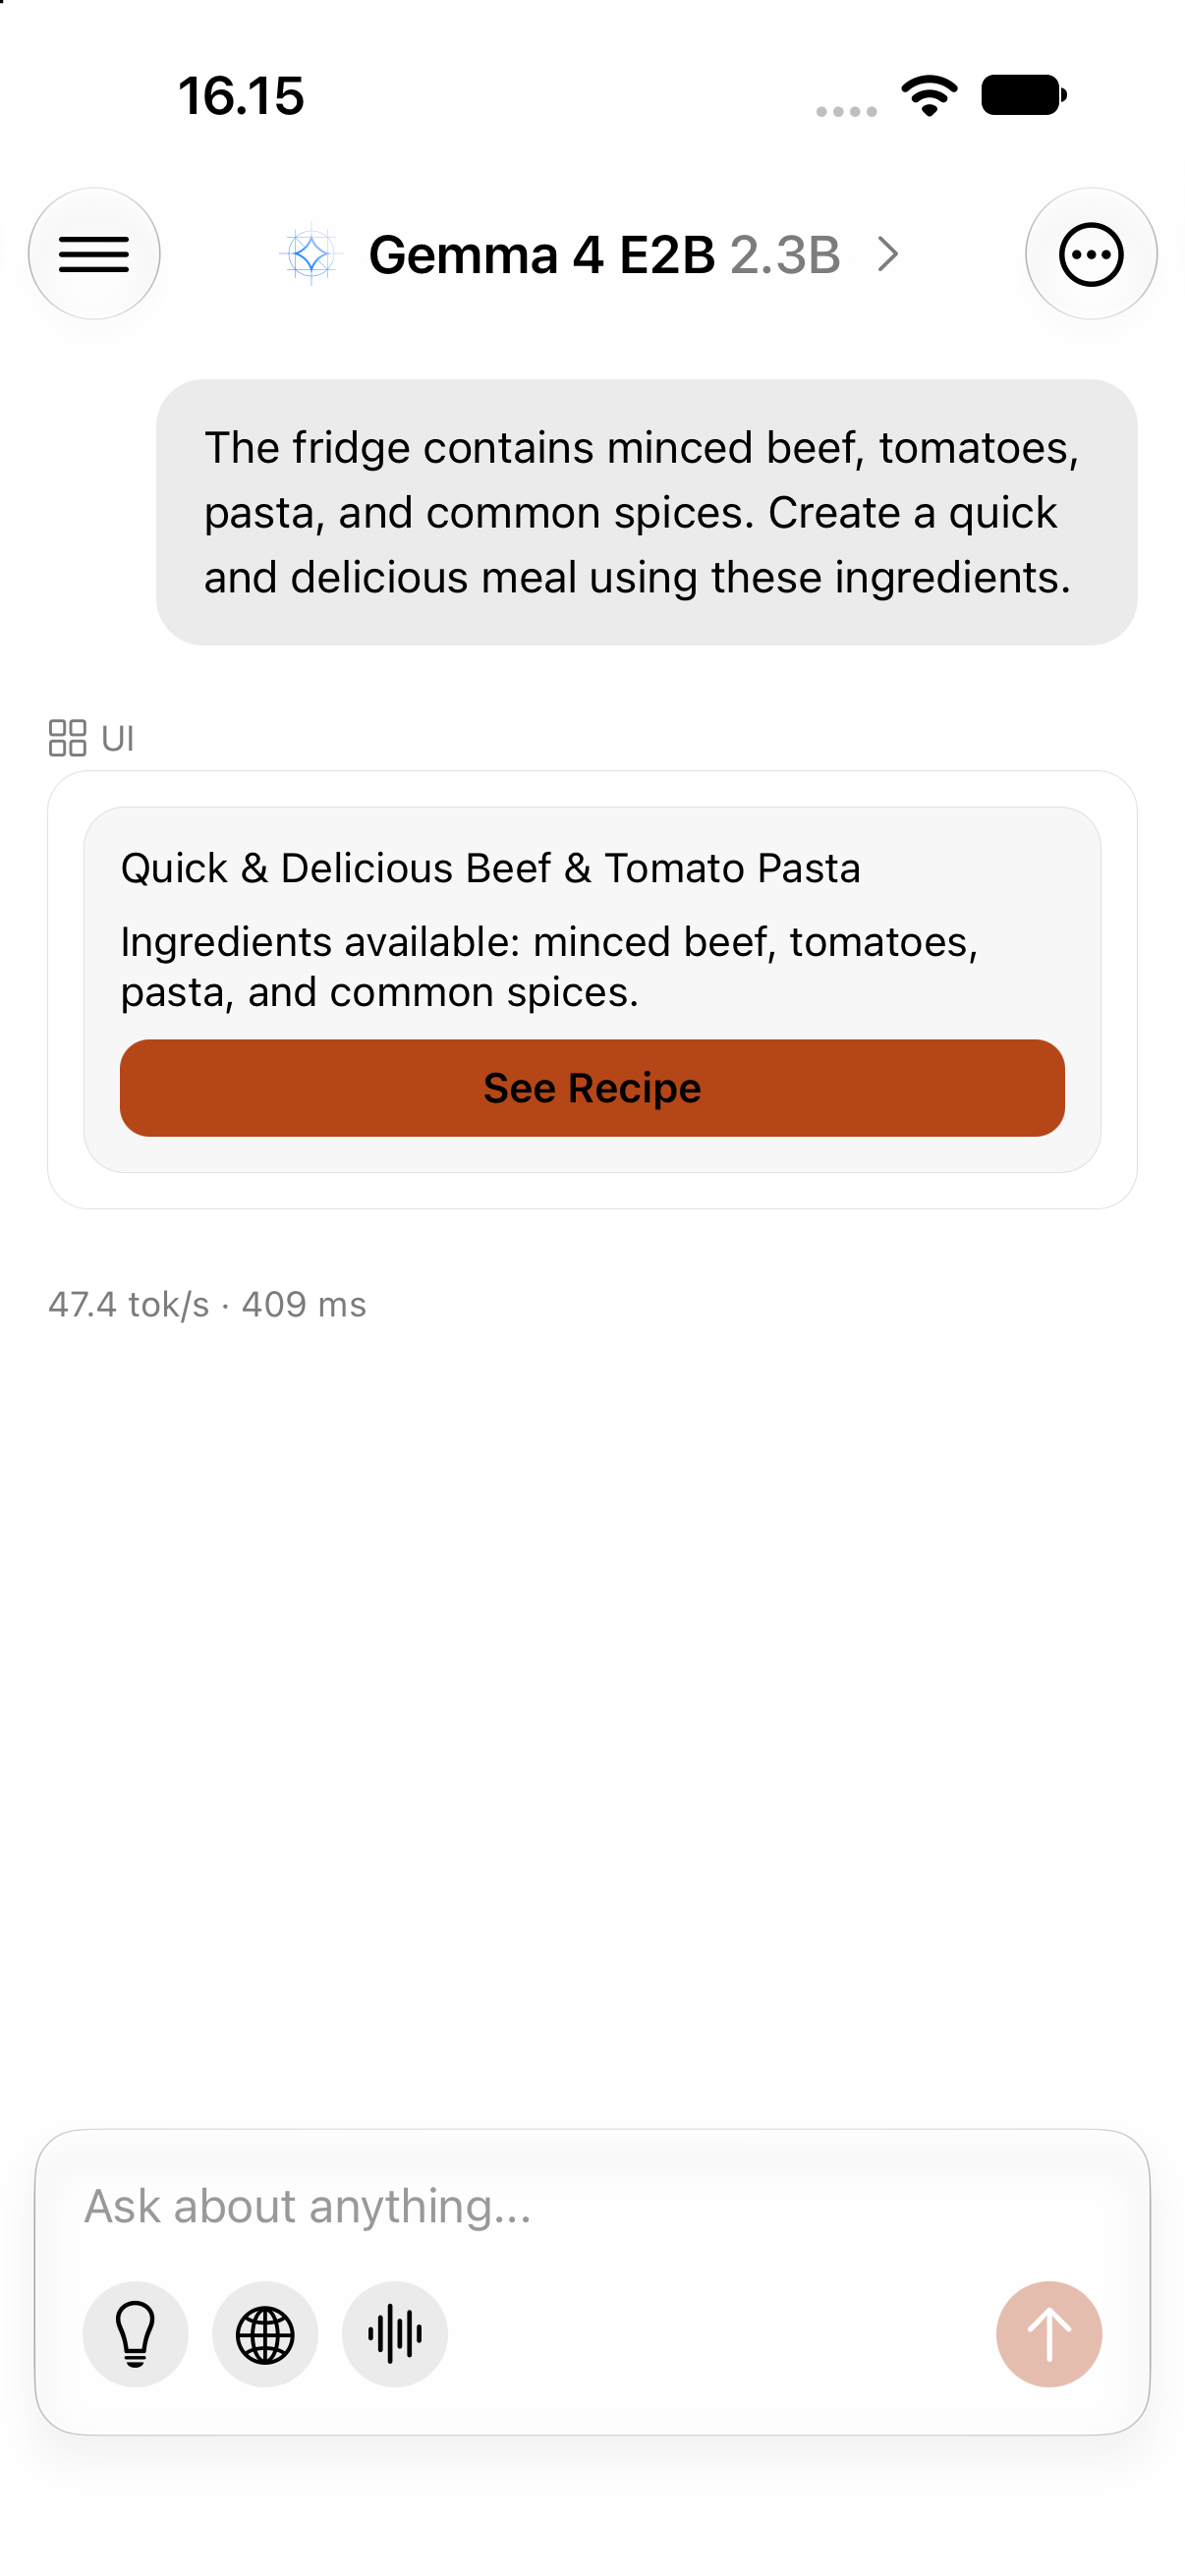 16.15
Gemma 4 E2B 2.3B
The fridge contains minced beef, tomatoes,
pasta, and common spices. Create a quick
and delicious meal using these ingredients.
UI
Quick & Delicious Beef & Tomato Pasta
Ingredients available: minced beef, tomatoes,
pasta, and common spices.
See Recipe
47.4 tok/s · 409 ms
Ask about anything...